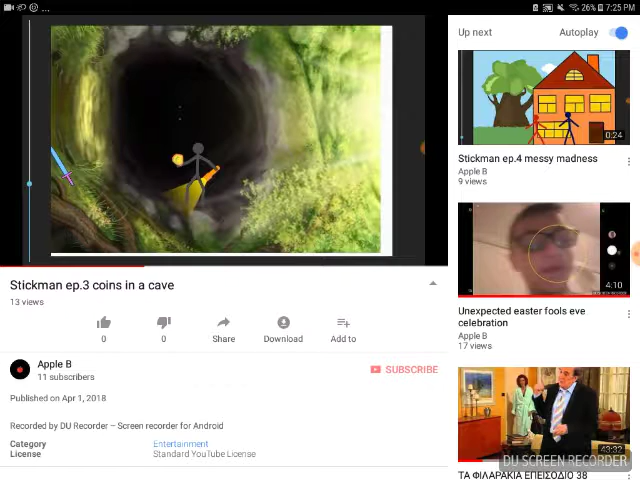 26% 7:25 PM
Up next
Autoplay
0:24
Stickman ep.4 messy madness
Apple B
9 views
4:10
Unexpected easter fools eve
celebration
Apple B
17 views
43:32
DU SCREEN RECORDER
ΤΑ ΦΙΛΑΡΑΚΙΑ ΕΠΕΙΣΟΔΙΟ 38
Stickman ep.3 coins in a cave
13 views
0
0
Share
Download
Add to
Apple B
11 subscribers
SUBSCRIBE
Published on Apr 1, 2018
Recorded by DU Recorder – Screen recorder for Android
Category
Entertainment
License
Standard YouTube License